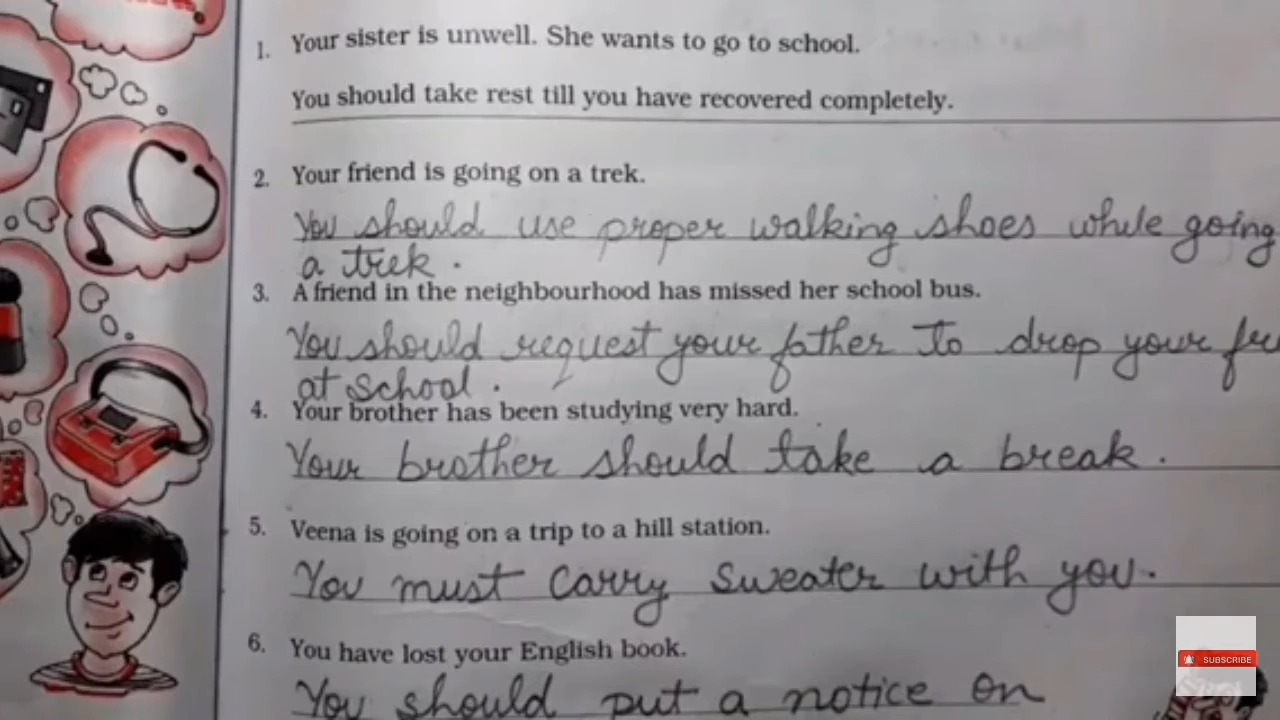 1. Your sister is unwell. She wants to go to school.
You should take rest till you have recovered completely.
2. Your friend is going on a trek.
You should use proper walking shoes while going
a trek.
3. A friend in the neighbourhood has missed her school bus.
You should request your father to drop your
at school.
4. Your brother has been studying very hard.
Your brother should take a break.
5. Veena is going on a trip to a hill station.
You must carry sweater with you.
6. You have lost your English book.
You should put a notice on
SUBSCRIBE